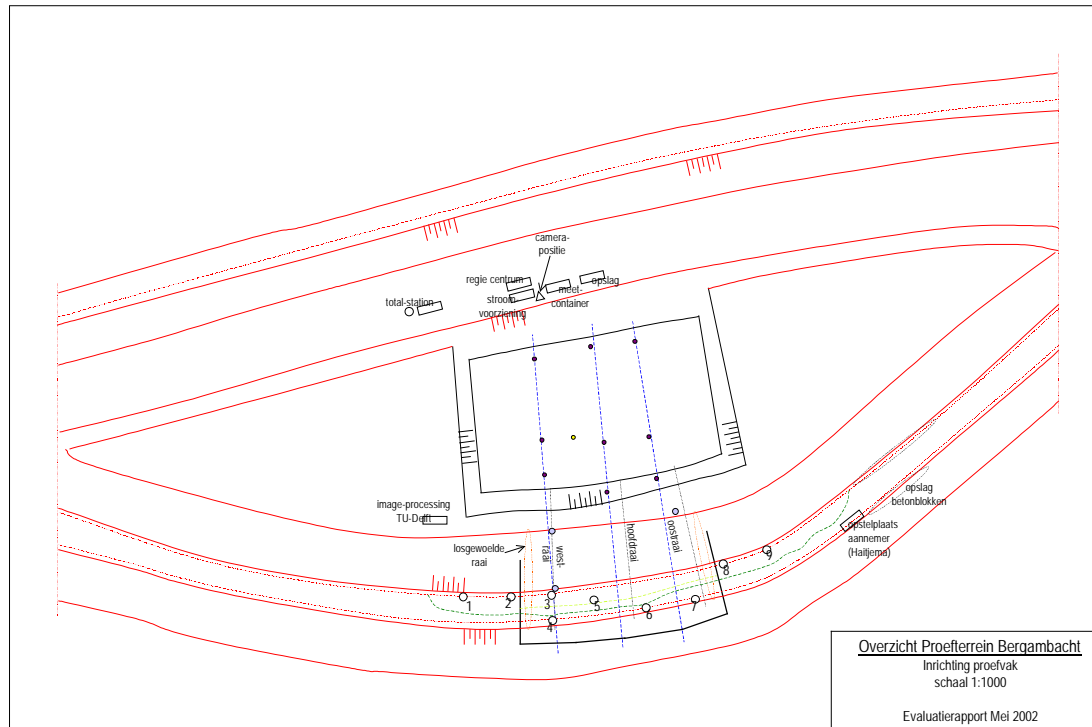 camera-
positie
regie centrum
opslag
meet-
container
stroom-
voorziening
total-station
image-processing
TU-Delft
losgewoelde
raai
west-
raai
hoofdraai
oostraai
opslag
betonblokken
opstelplaats
aannemer
(Haitjema)
1
2
3
4
5
6
7
8
9
Overzicht Proefterrein Bergambacht
Inrichting proefvak
schaal 1:1000
Evaluatierapport Mei 2002